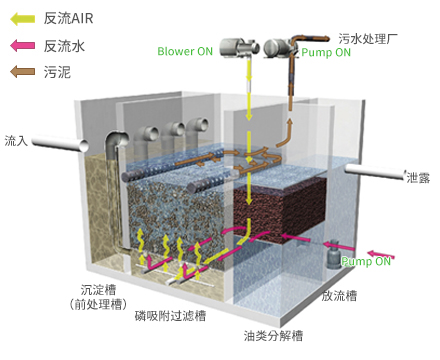 反流AIR
反流水
污泥
Blower ON
Pump ON
污水处理厂
流入
泄露
Pump ON
沉淀槽
（前处理槽）
磷吸附过滤槽
油类分解槽
放流槽